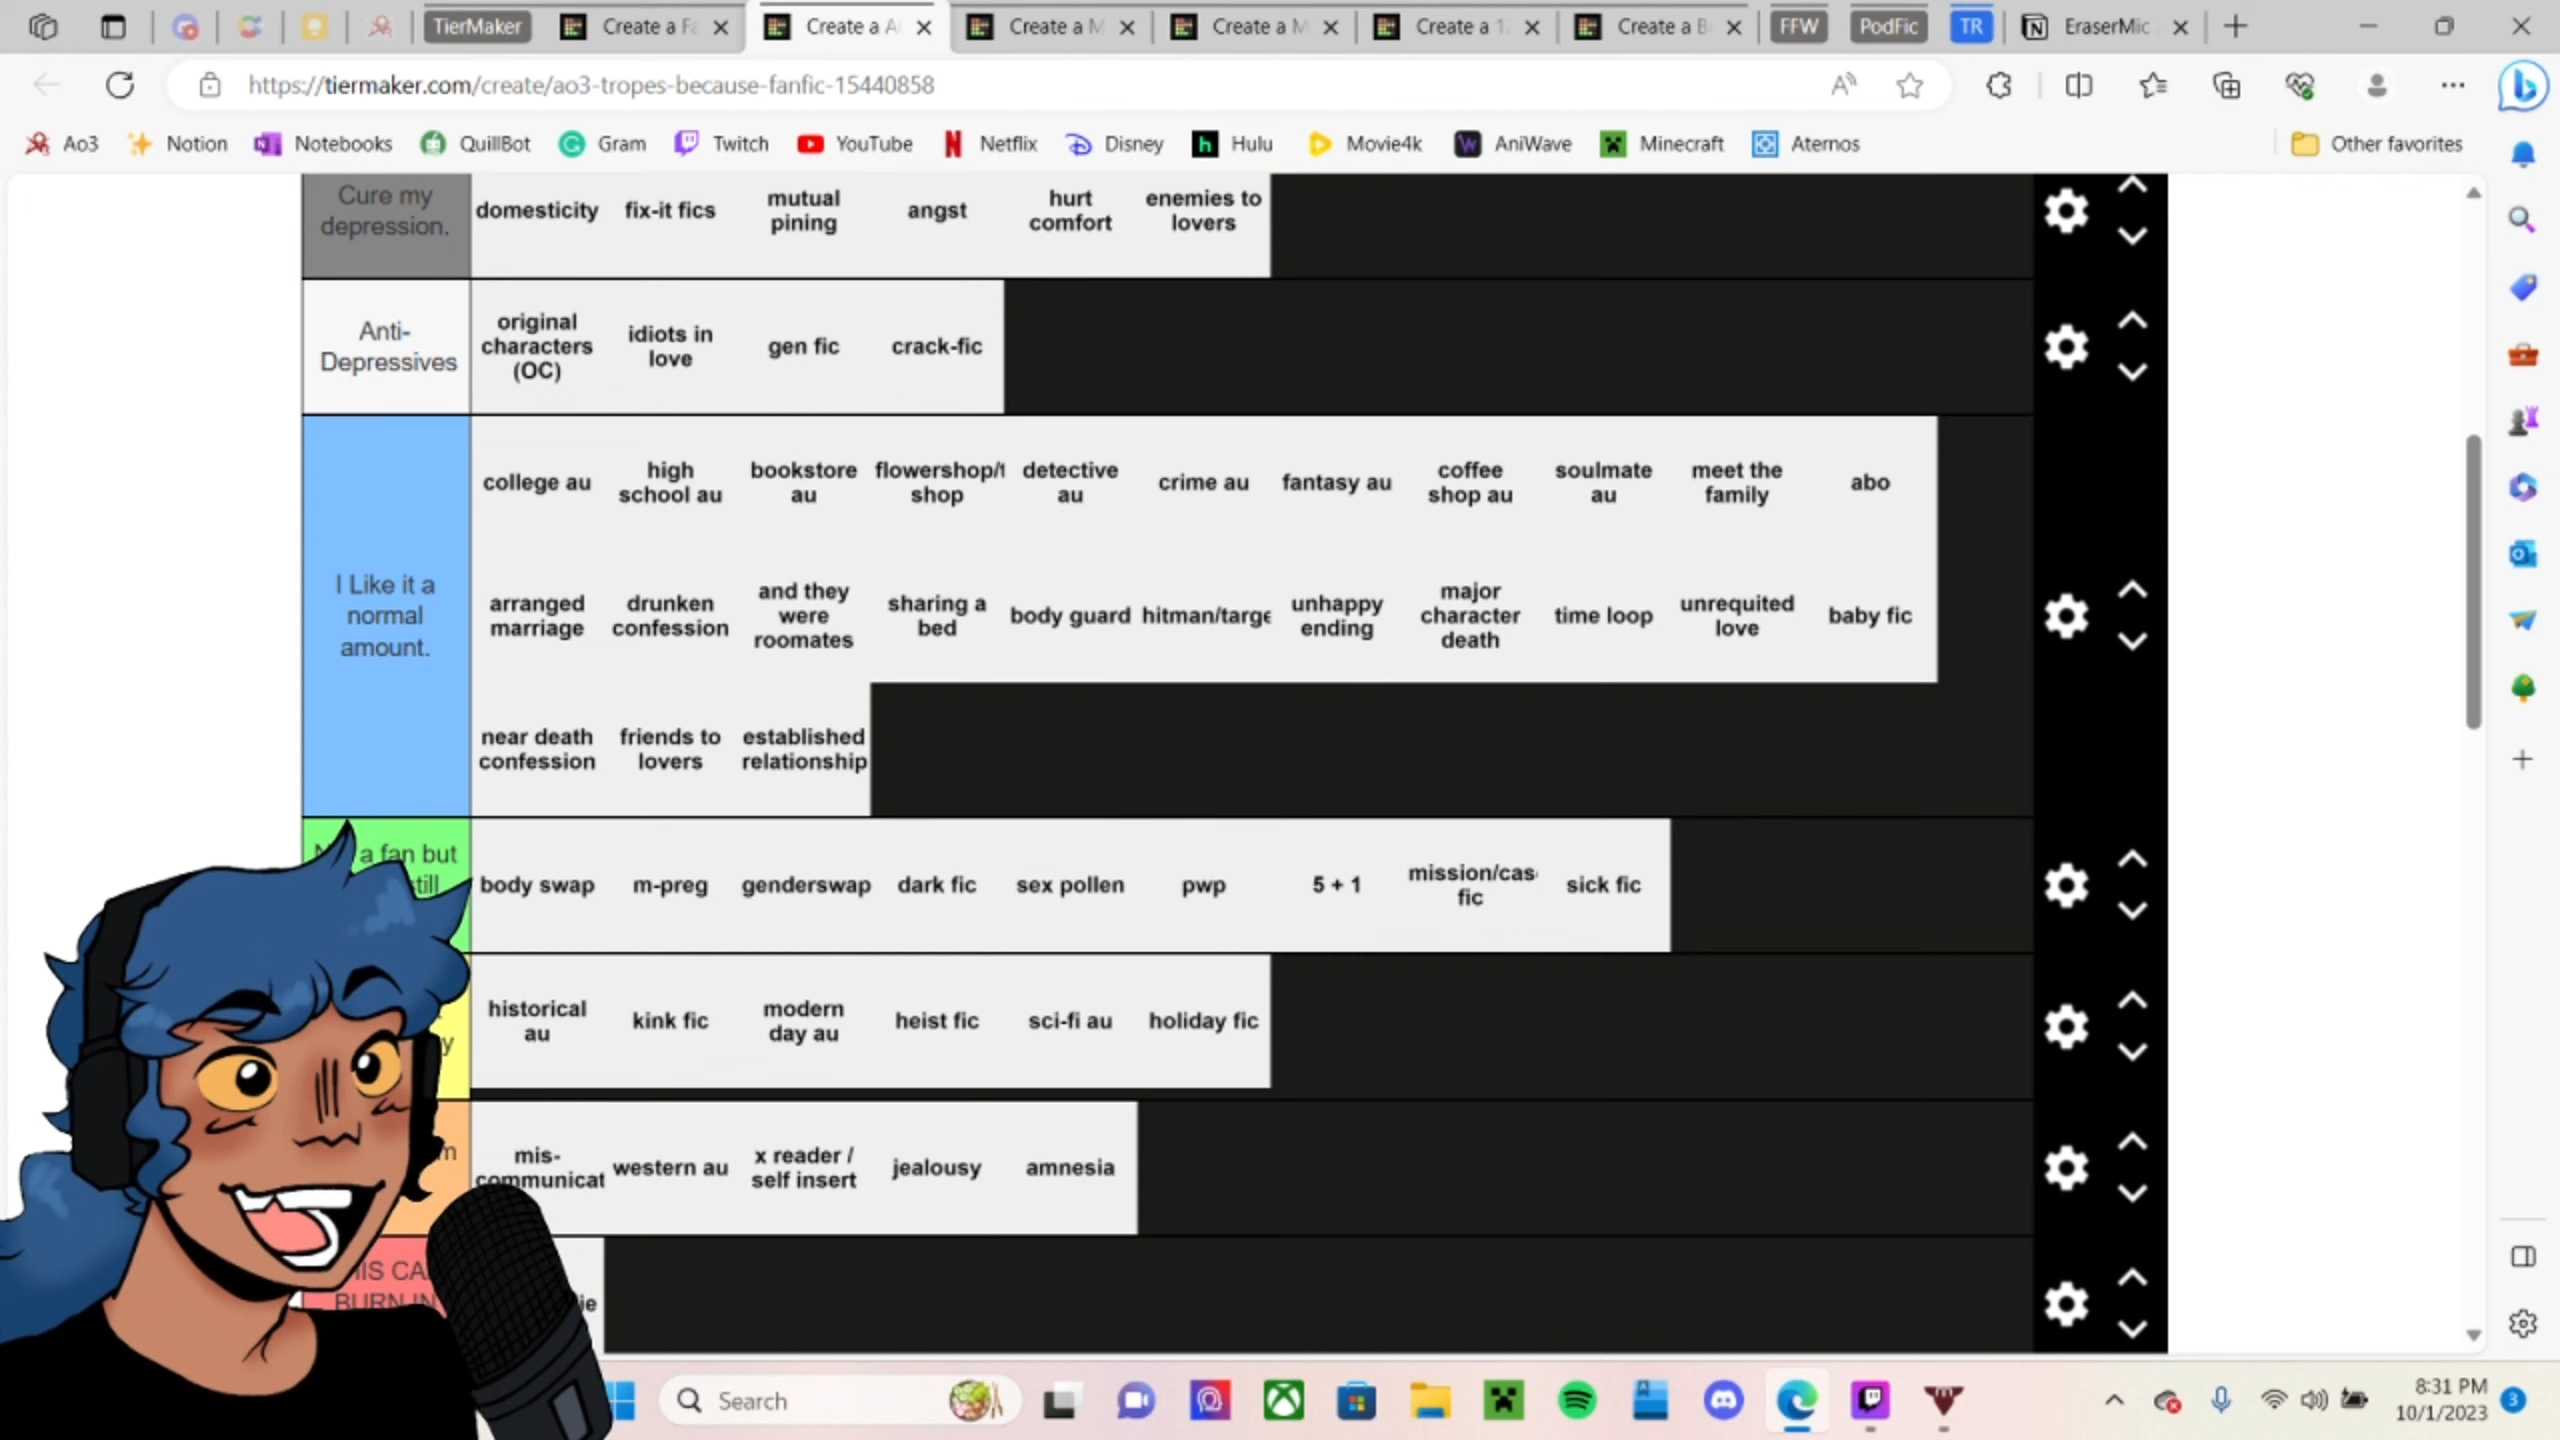 TierMaker
Create a Fa
Create a A
Create a M
Create a M
Create a 1
Create a B
FFW
PodFic
TR
EraserMic
https://tiermaker.com/create/ao3-tropes-because-fanfic-15440858
Ao3
Notion
Notebooks
QuillBot
Gram
Twitch
YouTube
Netflix
Disney
Hulu
Movie4k
AniWave
Minecraft
Aternos
Other favorites
Cure my
depression.
domesticity
fix-it fics
mutual
pining
angst
hurt
comfort
enemies to
lovers
Anti-
Depressives
original
characters
(OC)
idiots in
love
gen fic
crack-fic
I Like it a
normal
amount.
college au
high
school au
bookstore
au
flowershop/t
shop
detective
au
crime au
fantasy au
coffee
shop au
soulmate
au
meet the
family
abo
arranged
marriage
drunken
confession
and they
were
roomates
sharing a
bed
body guard
hitman/targe
unhappy
ending
major
character
death
time loop
unrequited
love
baby fic
near death
confession
friends to
lovers
established
relationship
a fan but
still
body swap
m-preg
genderswap
dark fic
sex pollen
pwp
5 + 1
mission/cas
fic
sick fic
y
historical
au
kink fic
modern
day au
heist fic
sci-fi au
holiday fic
m
mis-
communicat
western au
x reader /
self insert
jealousy
amnesia
HIS CA
BURN IN
ie
Search
8:31 PM
10/1/2023
3